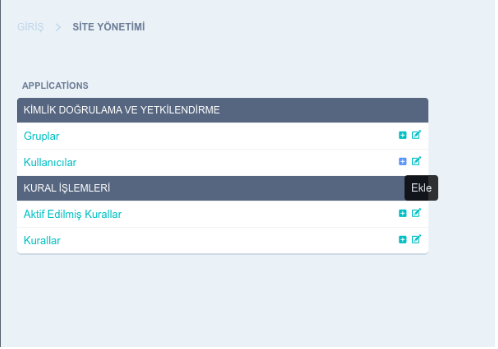 GİRİŞ > SİTE YÖNETİMİ
APPLICATIONS
KİMLİK DOĞRULAMA VE YETKİLENDİRME
Gruplar
Kullanıcılar
KURAL İŞLEMLERİ
Ekle
Aktif Edilmiş Kurallar
Kurallar